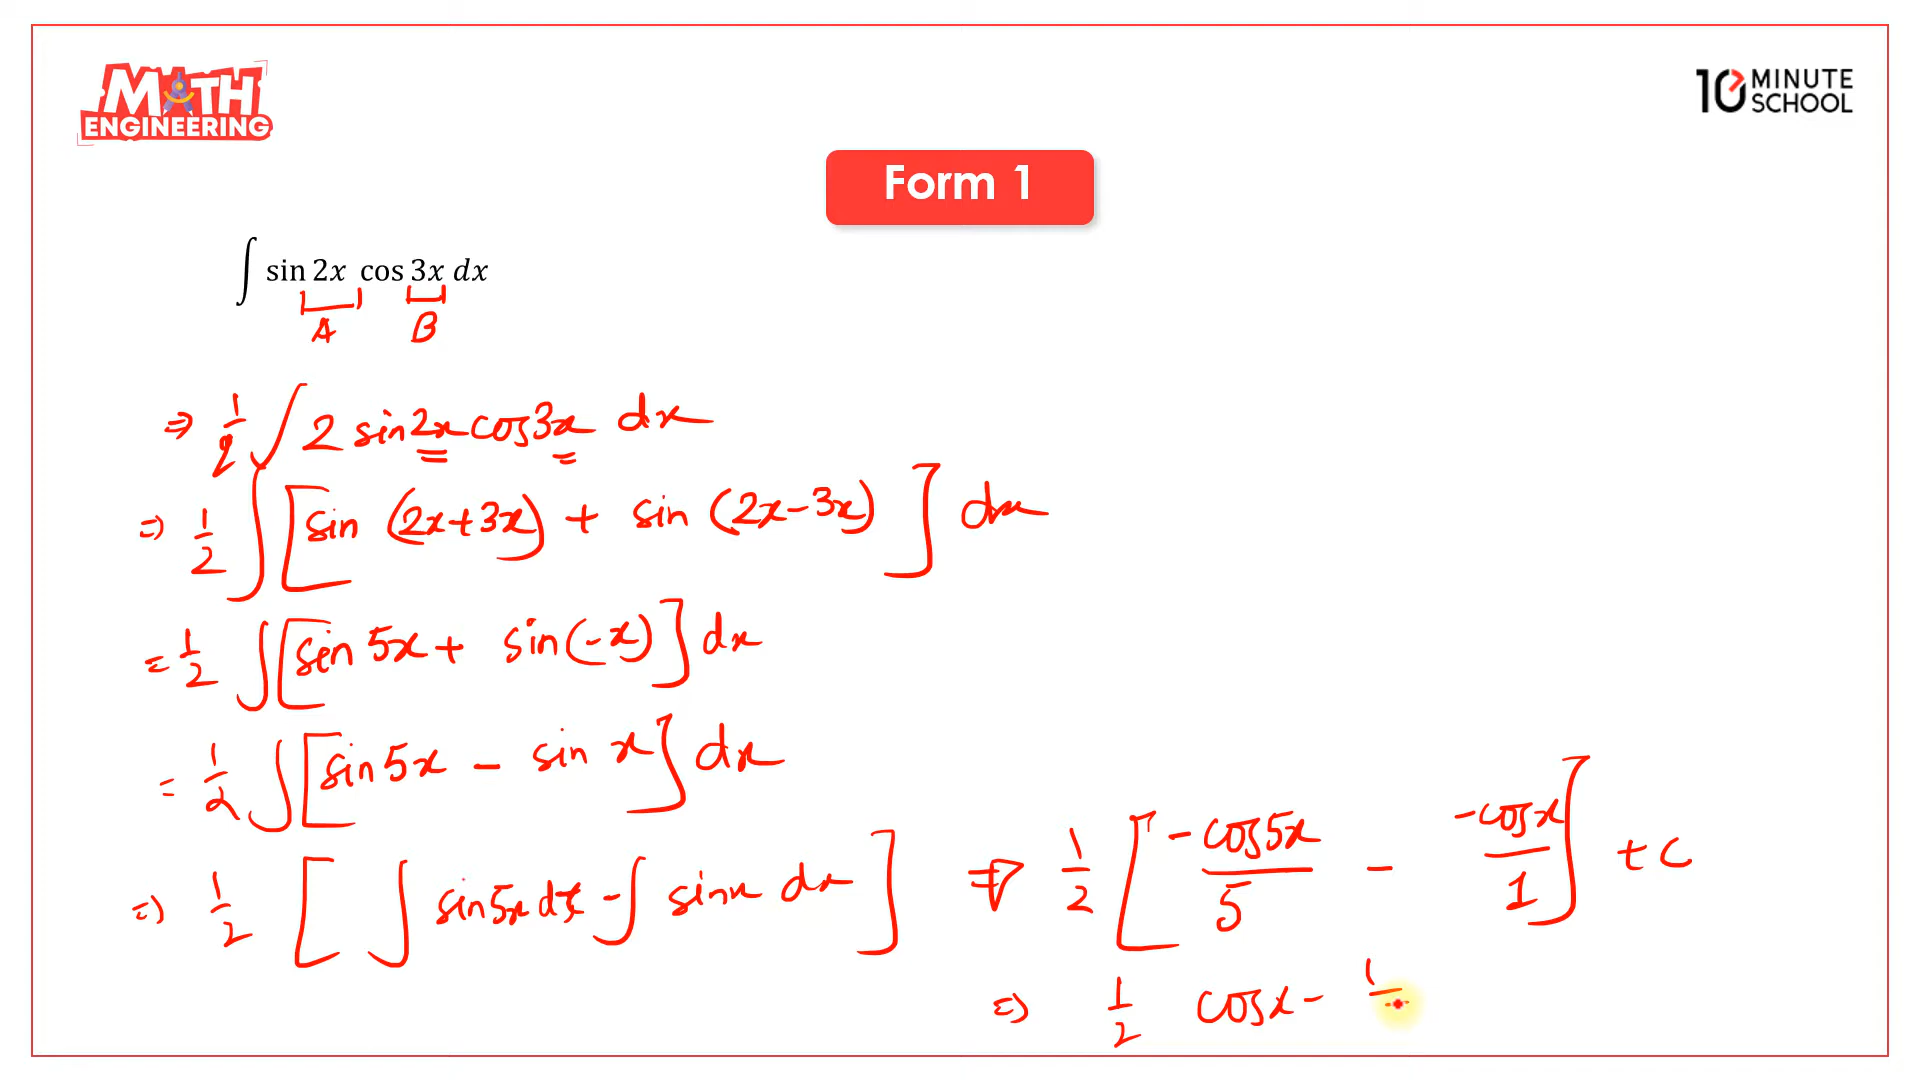 MATH
ENGINEERING
10 MINUTE
SCHOOL
Form 1
∫ sin 2x cos 3x dx
A B
⇒ 1/2 ∫ 2 sin2x cos3x dx
⇒ 1/2 ∫ [sin (2x+3x) + sin (2x-3x)] dx
= 1/2 ∫ [sin 5x + sin(-x)] dx
= 1/2 ∫ [sin5x - sin x] dx
⇒ 1/2 [ ∫ sin5x dx - ∫ sinx dx ] ⇒ 1/2 [ -cos5x/5 - -cosx/1 ] + c
⇒ 1/2 cosx - 1/